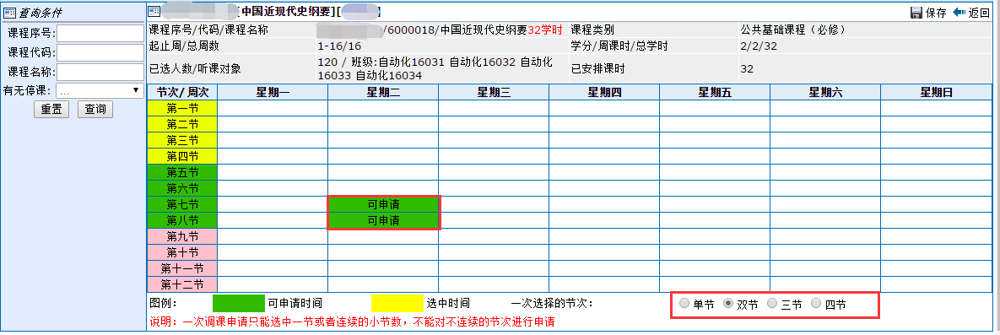 查询条件
课程序号:
课程代码:
课程名称:
有无停课: ...
重置 查询
[中国近现代史纲要][ ]
保存 返回
课程序号/代码/课程名称 /6000018/中国近现代史纲要32学时 课程类别 公共基础课程（必修）
起止周/总周数 1-16/16 学分/周课时/总学时 2/2/32
已选人数/听课对象 120 / 班级:自动化16031 自动化16032 自动化
16033 自动化16034 已安排课时 32
节次/周次 星期一 星期二 星期三 星期四 星期五 星期六 星期日
第一节
第二节
第三节
第四节
第五节
第六节
第七节 可申请
第八节 可申请
第九节
第十节
第十一节
第十二节
图例： 可申请时间 选中时间 一次选择的节次： 单节 双节 三节 四节
说明：一次调课申请只能选中一节或者连续的小节数，不能对不连续的节次进行申请